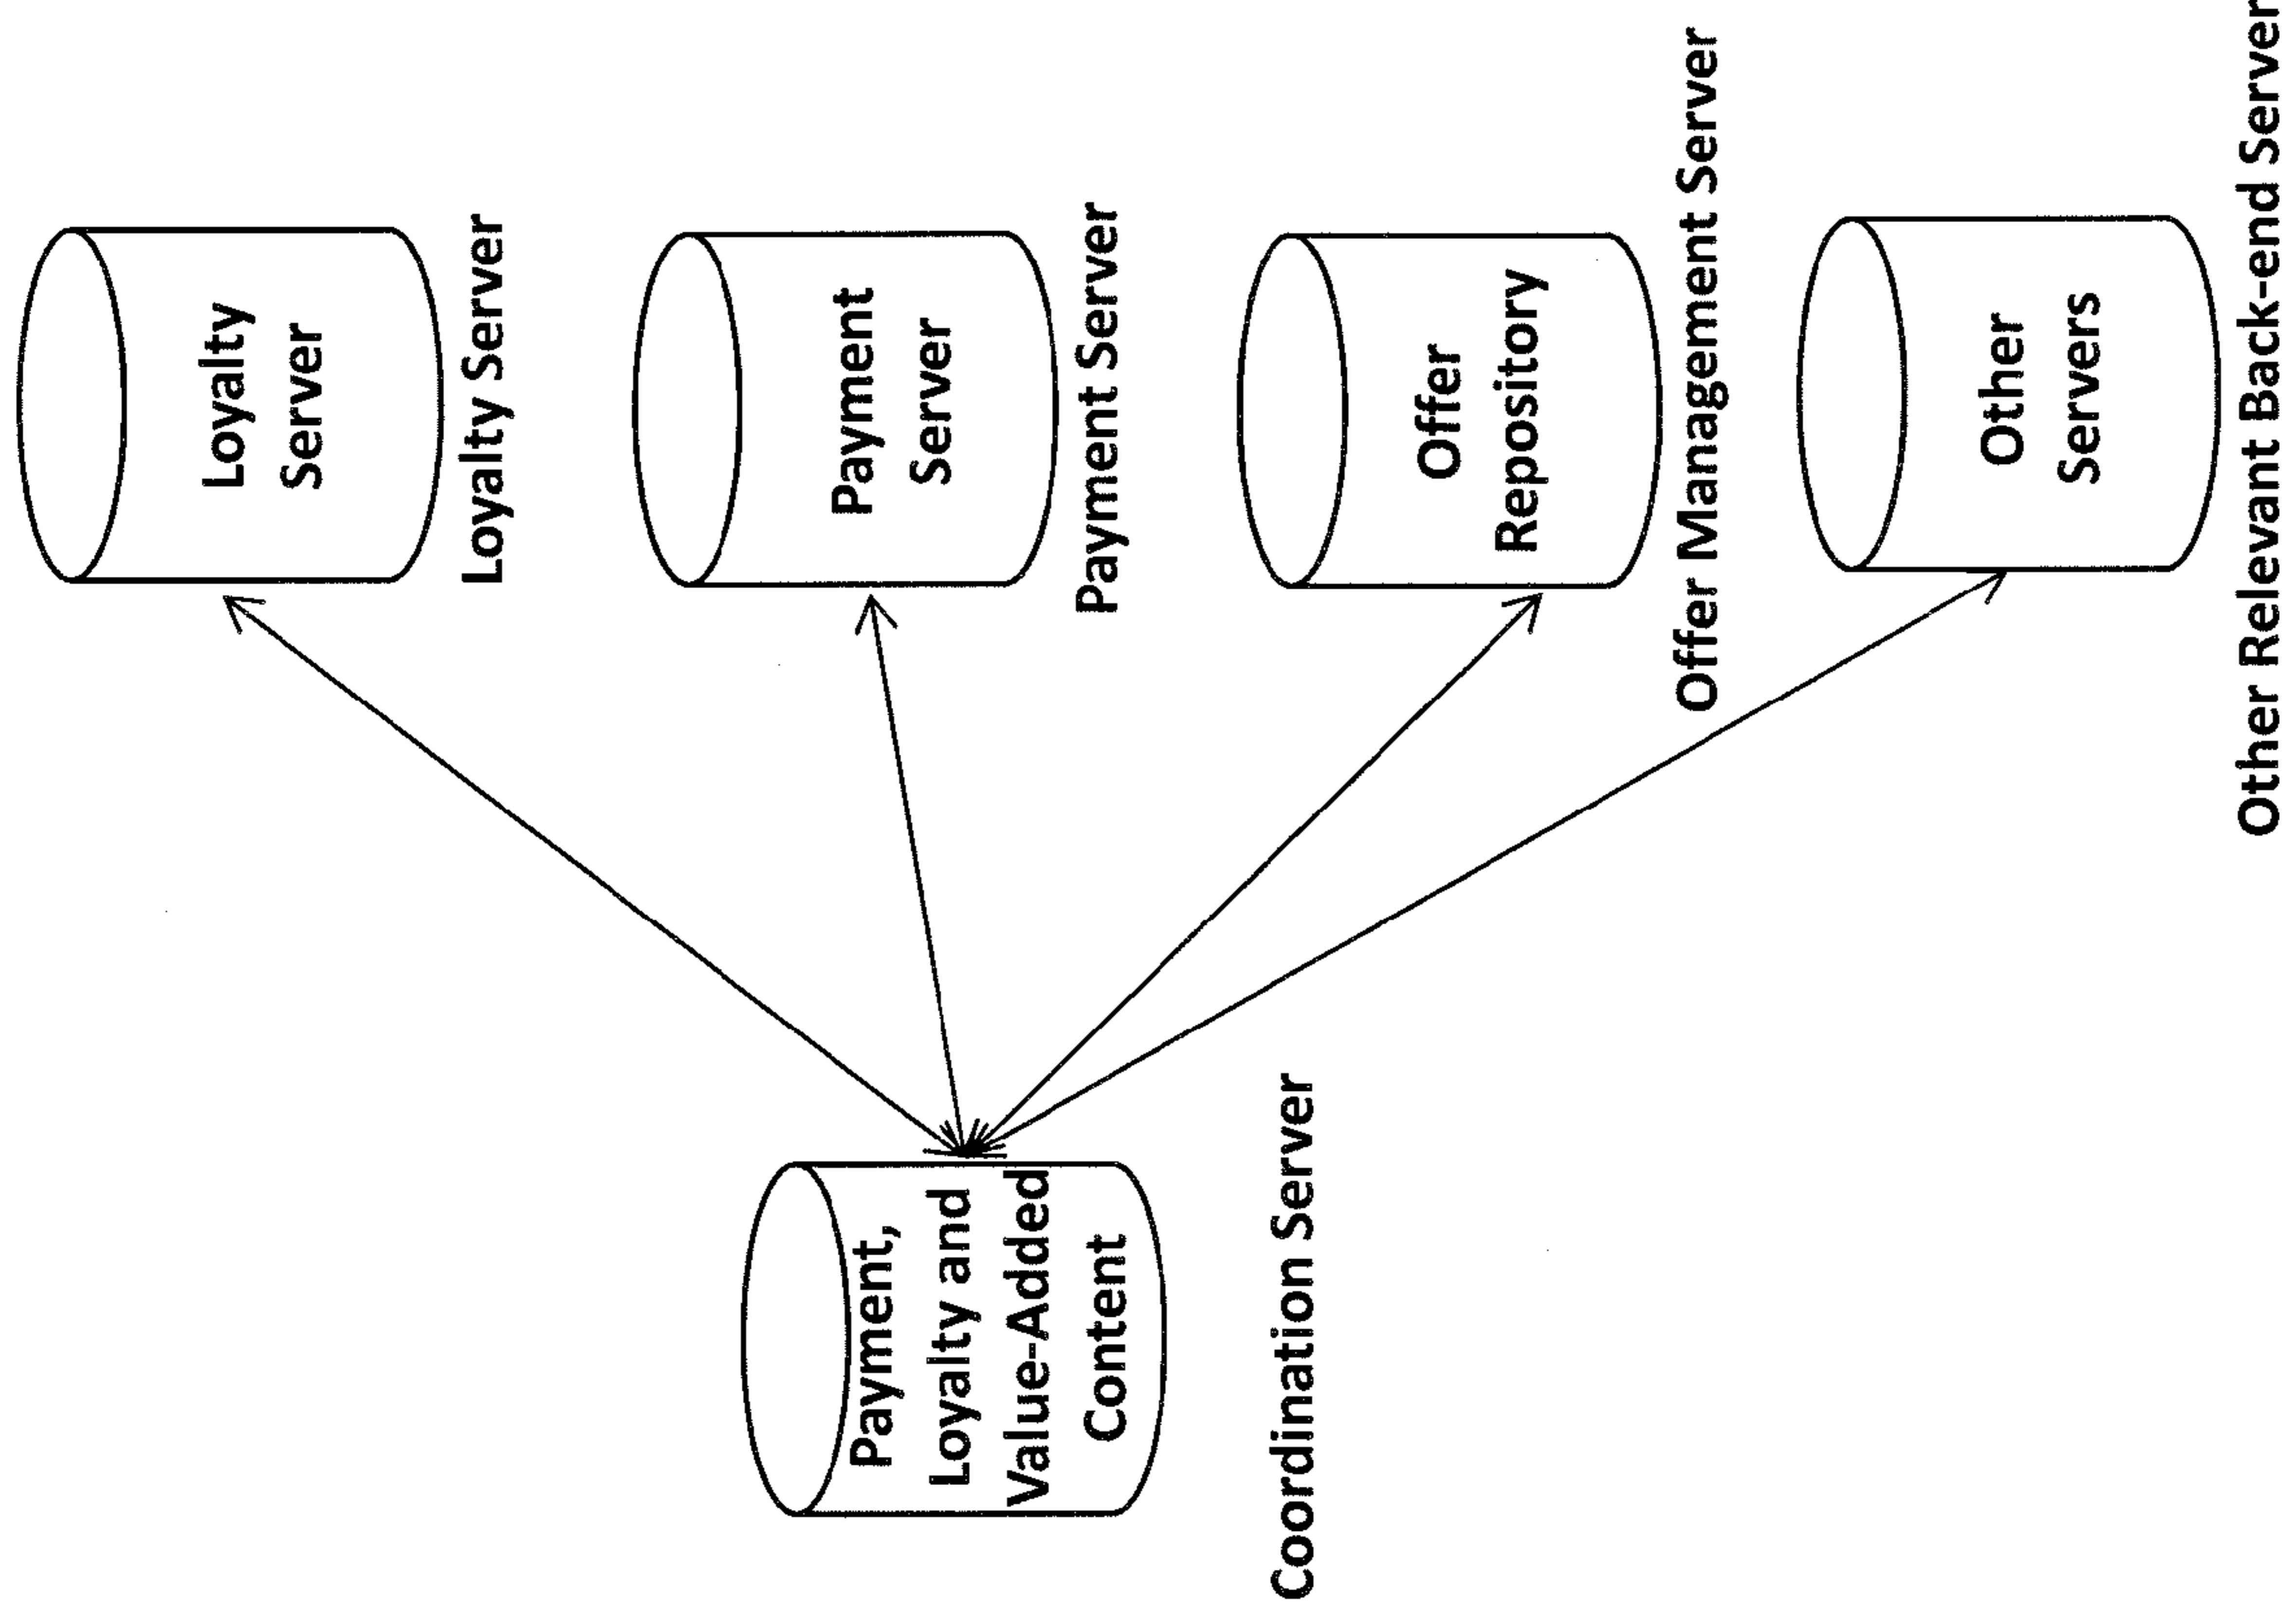 Loyalty
Server
Loyalty Server
Payment
Server
Payment Server
Offer
Repository
Offer Management Server
Other
Servers
Other Relevant Back-end Server
Payment,
Loyalty and
Value-Added
Content
Coordination Server